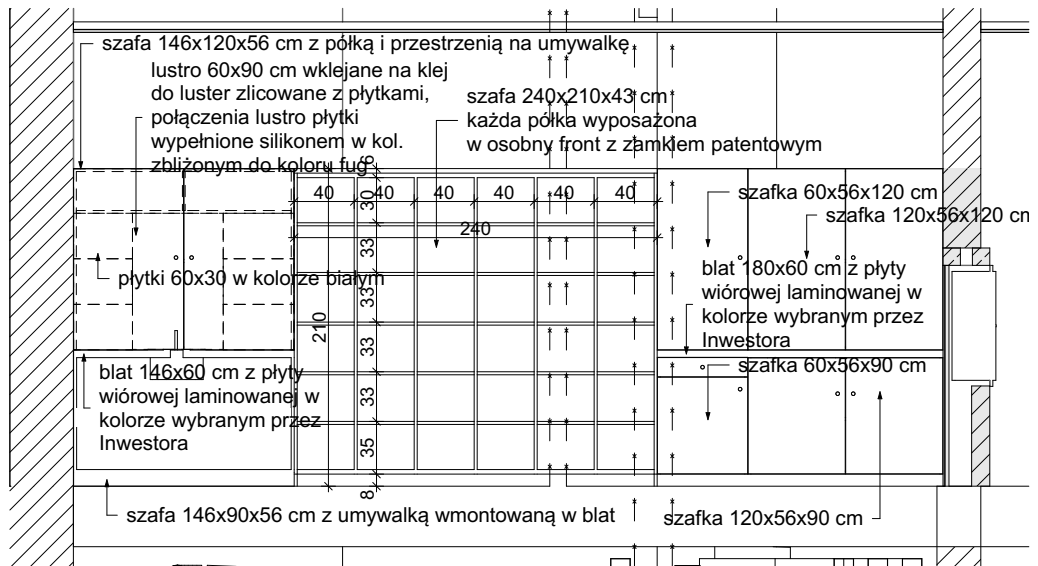 szafa 146x120x56 cm z półką i przestrzenią na umywalkę
lustro 60x90 cm wklejane na klej
do luster zlicowane z płytkami,
połączenia lustro płytki
wypełnione silikonem w kol.
zbliżonym do koloru fug
szafa 240x210x43 cm
każda półka wyposażona
w osobny front z zamkiem patentowym
6
40 40 40 40 40 40
30
240
33
33
33
33
35
8
210
szafka 60x56x120 cm
szafka 120x56x120 cm
płytki 60x30 w kolorze białym
blat 180x60 cm z płyty
wiórowej laminowanej w
kolorze wybranym przez
Inwestora
szafka 60x56x90 cm
blat 146x60 cm z płyty
wiórowej laminowanej w
kolorze wybranym przez
Inwestora
szafa 146x90x56 cm z umywalką wmontowaną w blat
szafka 120x56x90 cm